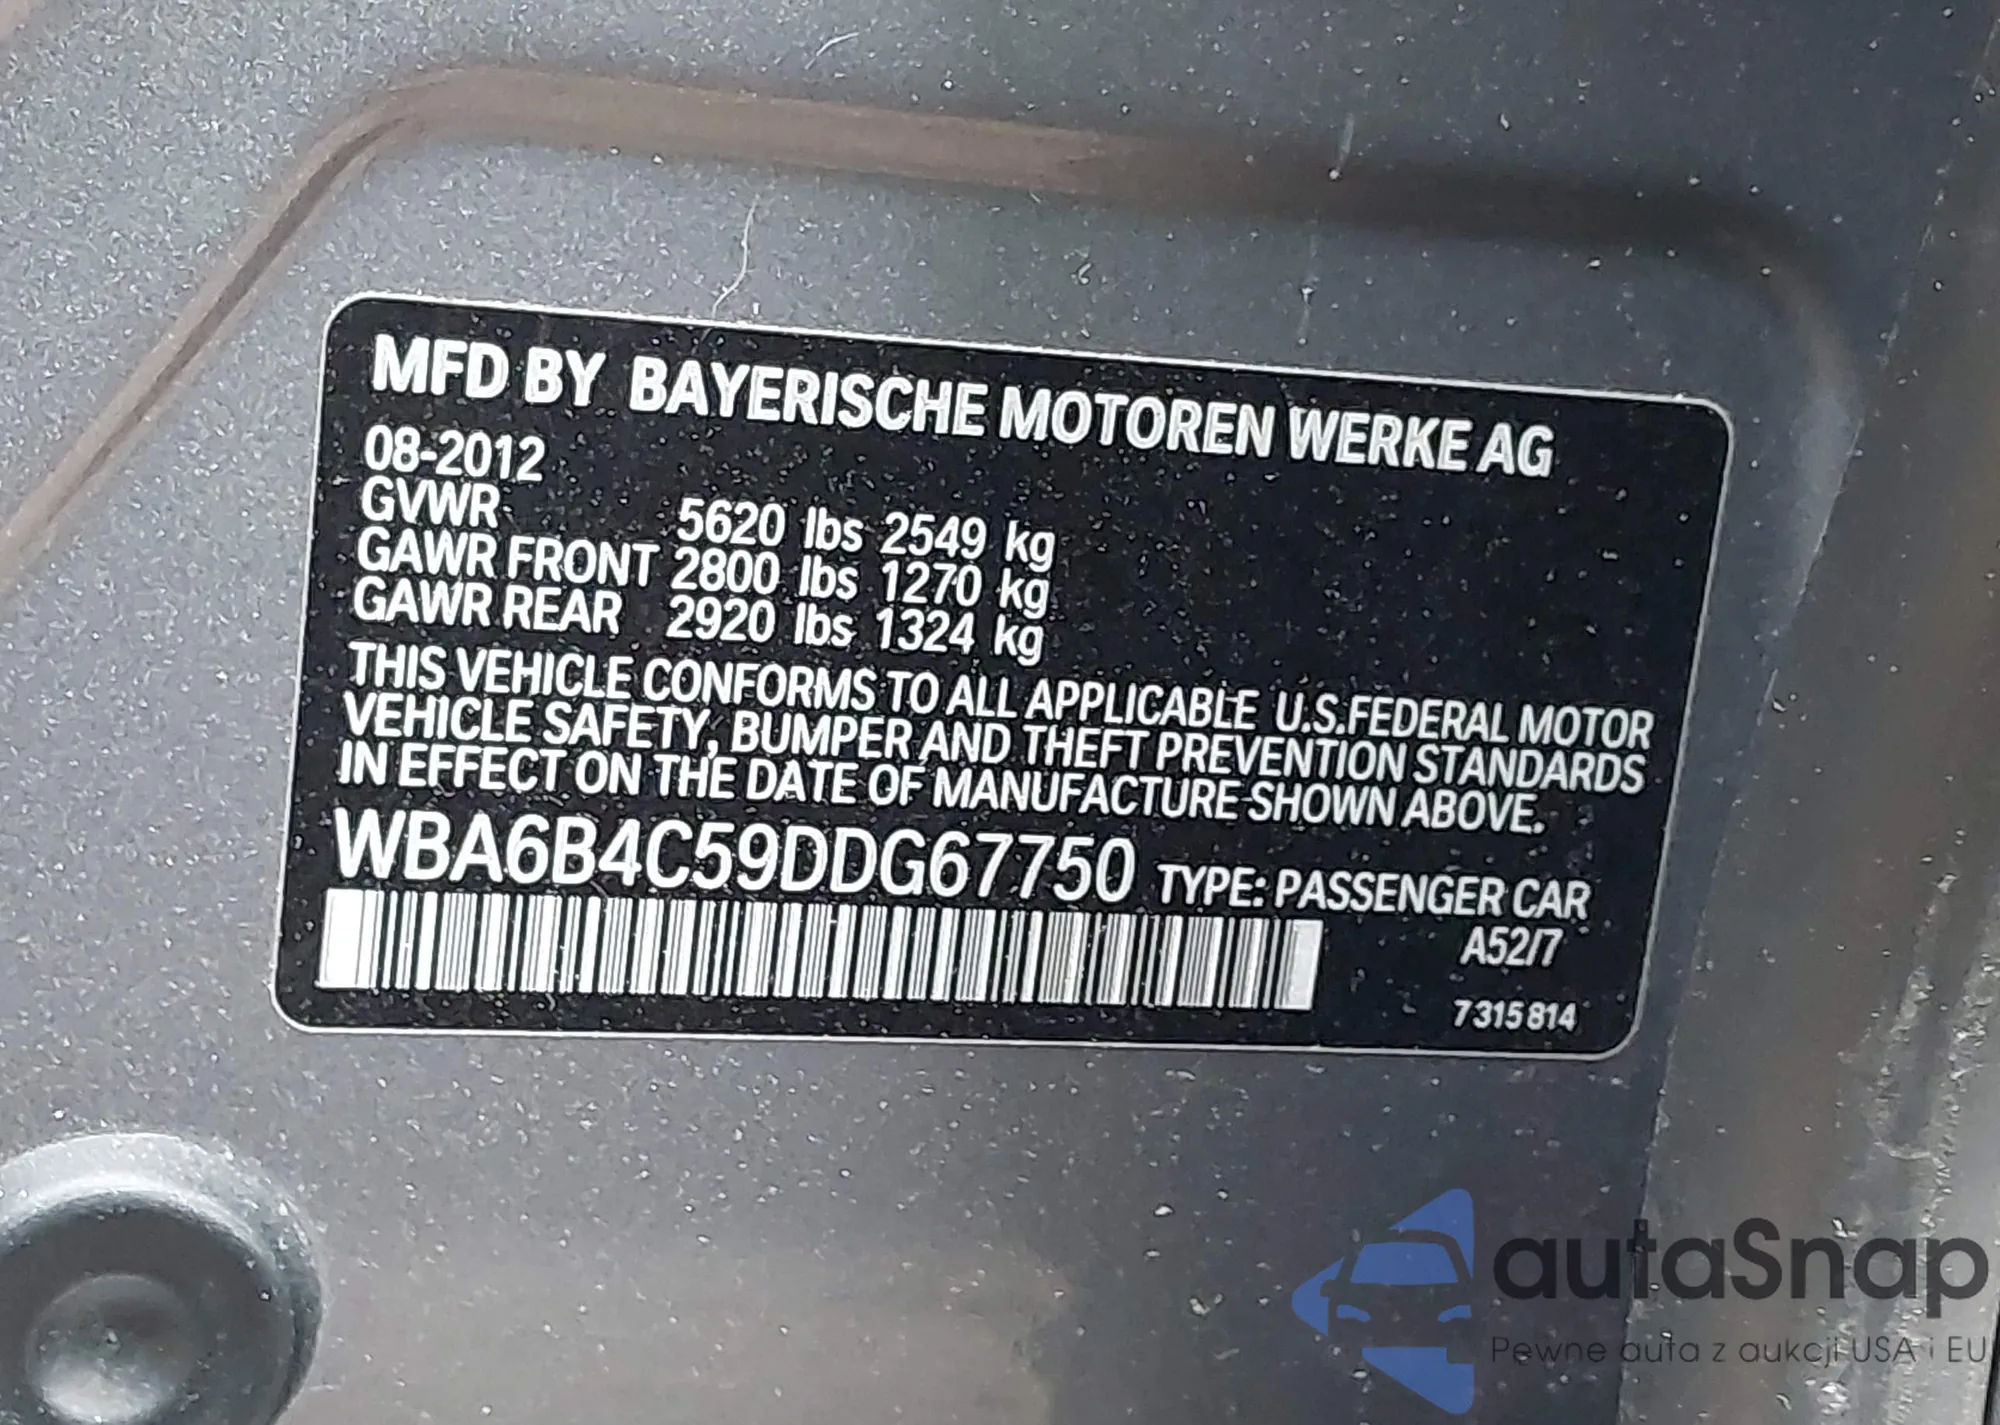 MFD BY BAYERISCHE MOTOREN WERKE AG
08-2012
GVWR 5620 lbs 2549 kg
GAWR FRONT 2800 lbs 1270 kg
GAWR REAR 2920 lbs 1324 kg
THIS VEHICLE CONFORMS TO ALL APPLICABLE U.S.FEDERAL MOTOR
VEHICLE SAFETY, BUMPER AND THEFT PREVENTION STANDARDS
IN EFFECT ON THE DATE OF MANUFACTURE SHOWN ABOVE.
WBA6B4C59DDG67750 TYPE: PASSENGER CAR
A52/7
7315814
autaSnap
Pewne auta z aukcji USA i EU